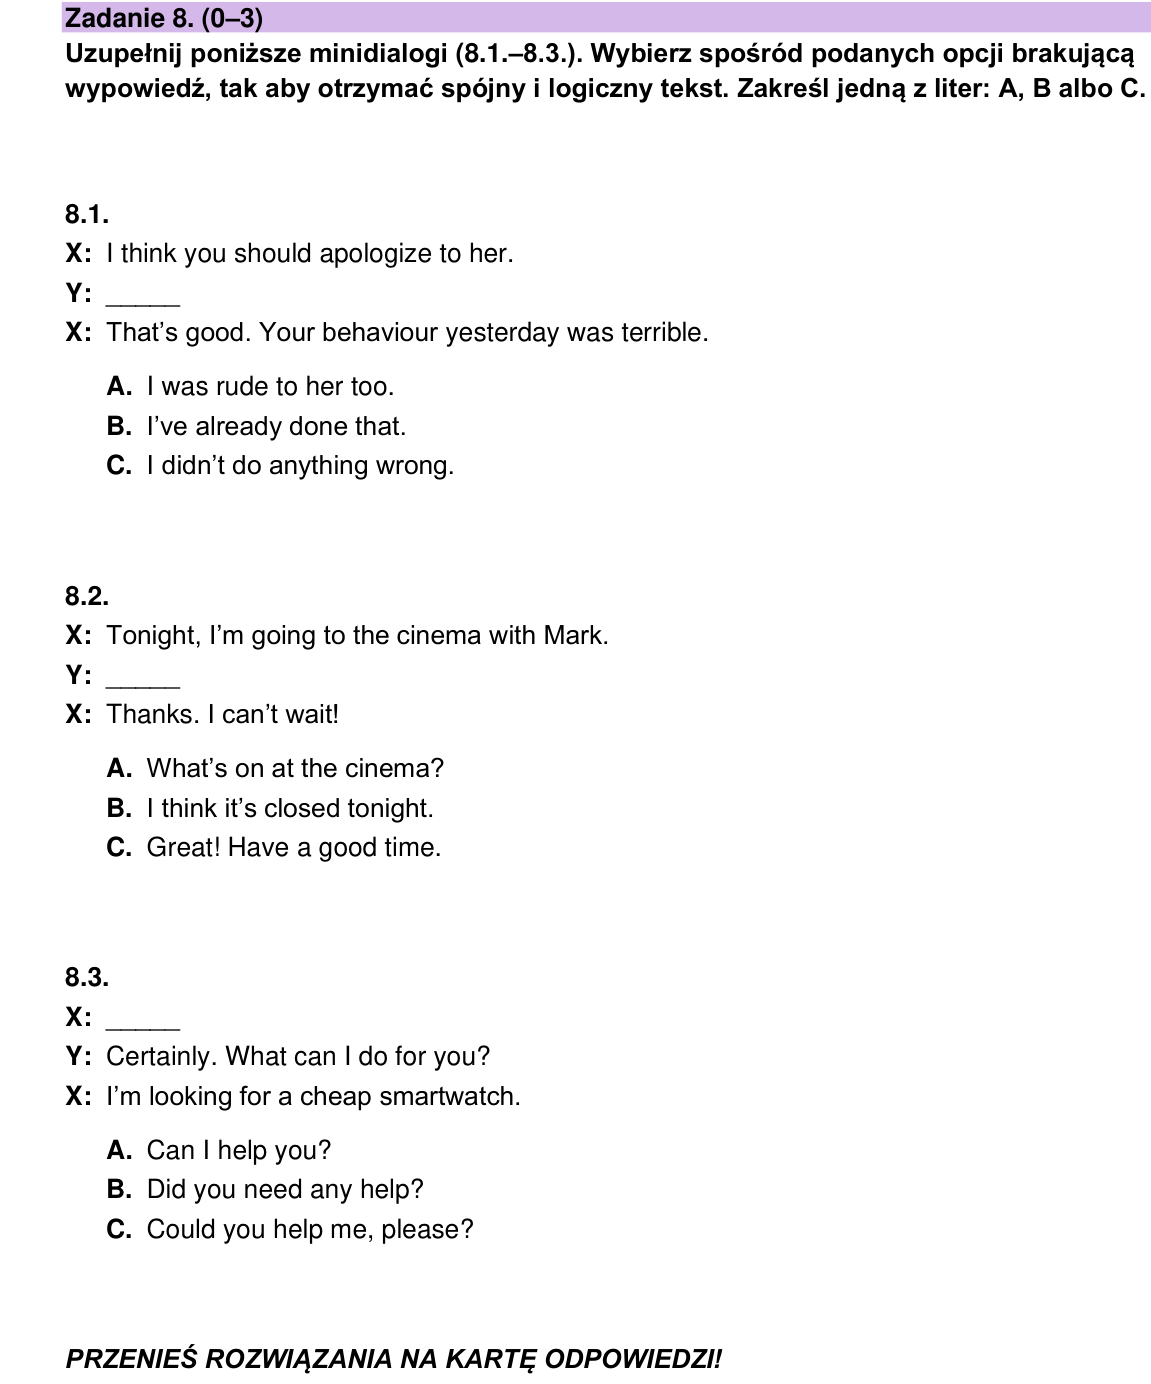 Zadanie 8. (0–3)
Uzupełnij poniższe minidialogi (8.1.–8.3.). Wybierz spośród podanych opcji brakującą
wypowiedź, tak aby otrzymać spójny i logiczny tekst. Zakreśl jedną z liter: A, B albo C.
8.1.
X: I think you should apologize to her.
Y: _____
X: That’s good. Your behaviour yesterday was terrible.
A. I was rude to her too.
B. I’ve already done that.
C. I didn’t do anything wrong.
8.2.
X: Tonight, I’m going to the cinema with Mark.
Y: _____
X: Thanks. I can’t wait!
A. What’s on at the cinema?
B. I think it’s closed tonight.
C. Great! Have a good time.
8.3.
X: _____
Y: Certainly. What can I do for you?
X: I’m looking for a cheap smartwatch.
A. Can I help you?
B. Did you need any help?
C. Could you help me, please?
PRZENIEŚ ROZWIĄZANIA NA KARTĘ ODPOWIEDZI!